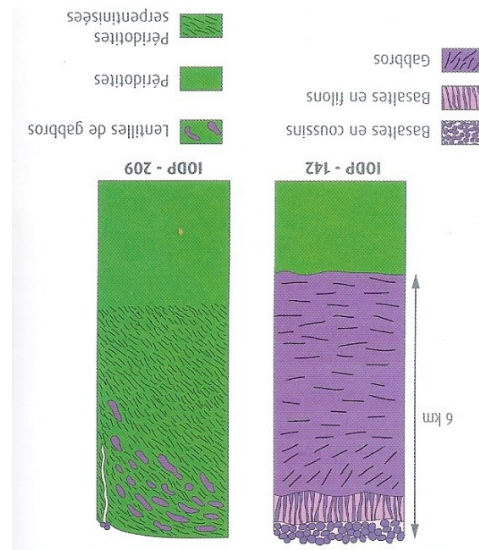 6 km
IODP - 142
IODP - 209
Basaltes en coussins
Basaltes en filons
Gabbros
Lentilles de gabbros
Péridotites
Péridotites
serpentinisées